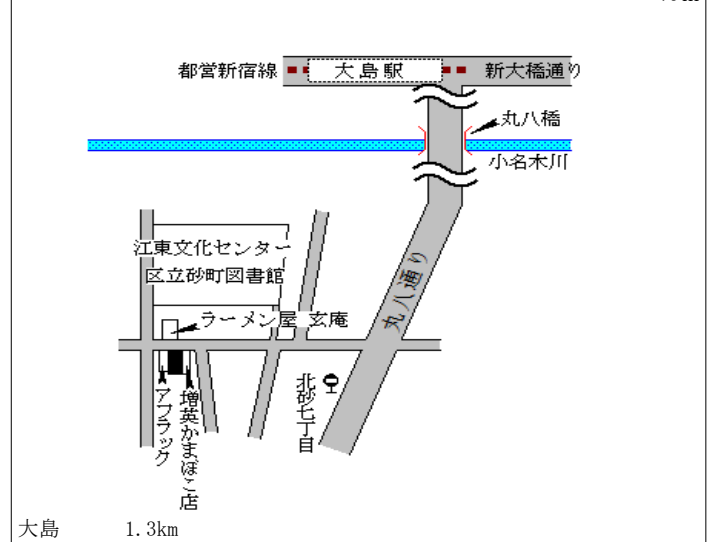 都営新宿線
大島駅
新大橋通り
丸八橋
小名木川
丸八通り
江東文化センター
区立砂町図書館
ラーメン屋 玄庵
北砂七丁目
アフラック
増英かまぼこ店
大島 1.3km